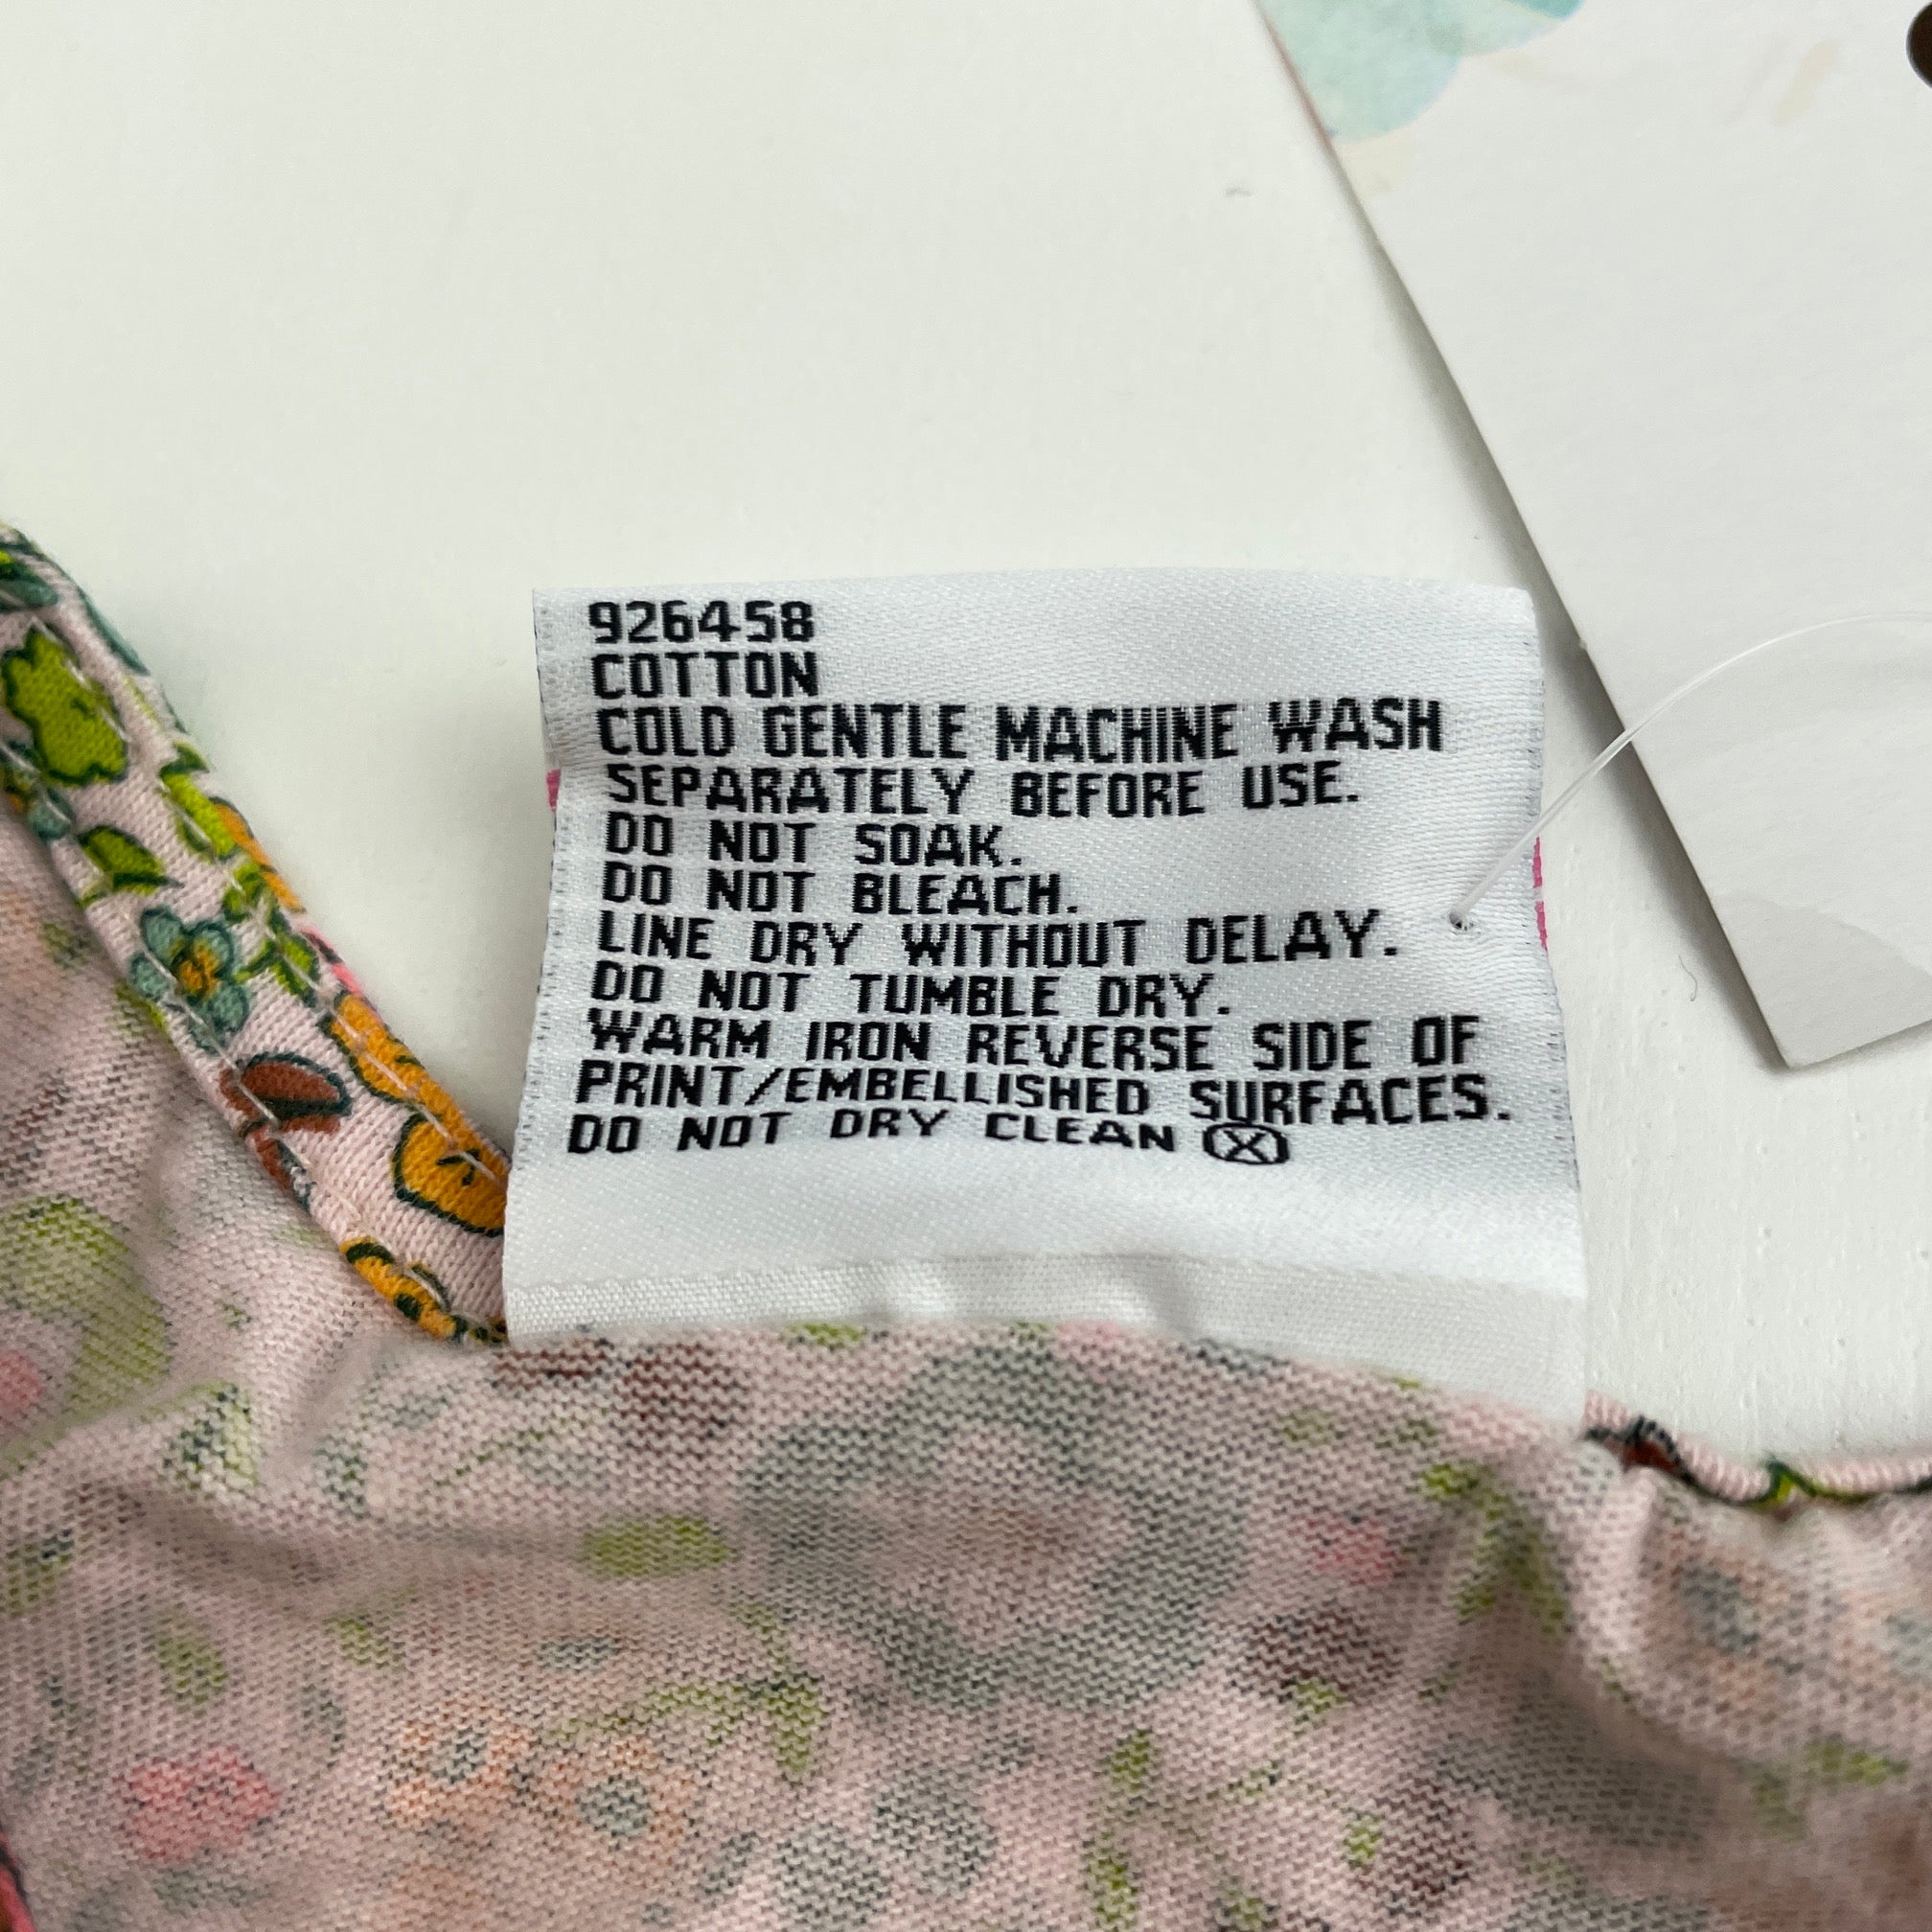 926458
COTTON
COLD GENTLE MACHINE WASH
SEPARATELY BEFORE USE.
DO NOT SOAK.
DO NOT BLEACH.
LINE DRY WITHOUT DELAY.
DO NOT TUMBLE DRY.
WARM IRON REVERSE SIDE OF
PRINT/EMBELLISHED SURFACES.
DO NOT DRY CLEAN Ⓧ